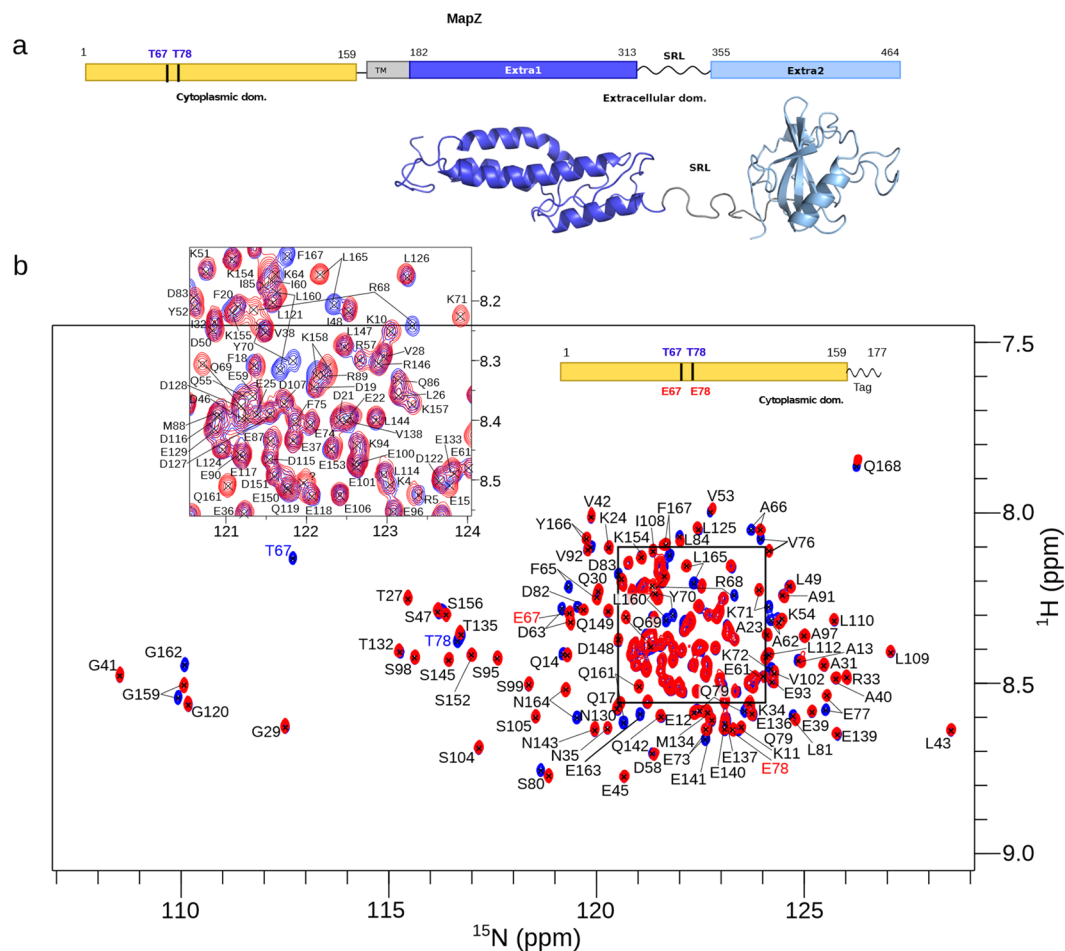 MapZ
a
1 T67 T78 159 182 313 SRL 355 464
TM Extra1 Extra2
Cytoplasmic dom. Extracellular dom.
SRL
b
K51 F167 L165 L126
K154 K64
I85 I60
D83 F20 L160 R68 K71
Y52 L121
I32 I48 K10
K155 V38 K158 L147
D50 Y70 R57 V28
F18 R146
Q69 E59 R89 Q86
Q55 E25 D107 D19 L26
D128 D21 K157
D46 F75 E22
M88 L144
D116 E87 E74 V138 E133
E129 E37 K94 D122 E61
D127 L124 D115 E153 E100
E90 E117 E101 L114
D151 K4
Q161 E150 R5 E15
E36 Q119 E118 E106 E96
8.2
8.3
8.4
8.5
121 122 123 124
1 T67 T78 159 177
E67 E78 Tag
Cytoplasmic dom.
Q168
V42 V53
K24 I108 F167 A66
Y166 K154 L125
V92 L84 V76
T67
D83 L165
F65 Q30 R68 L49
D82 L160 Y70 A91
T27 S156 K71 K54
S47 E67 Q149 A23 L110
D63 Q69 A62 A97
T135
T132 T78 D148 L112 A13
G162 K72 L109
G41 S98 Q14 E61 A31
S145 S95 Q161 V102 R33
G159 S152 S99 Q17 Q79 E93 A40
N164
G120 S105 N130 E12 K34 E77
E136 E39
G29 N143 Q142 M134 Q79 L81 E139 L43
N35 E73 K11
S104 E163 D58 E137
E141 E140 E78
S80 E45
7.5
8.0
8.5
9.0
¹H (ppm)
110 115 120 125
¹⁵N (ppm)